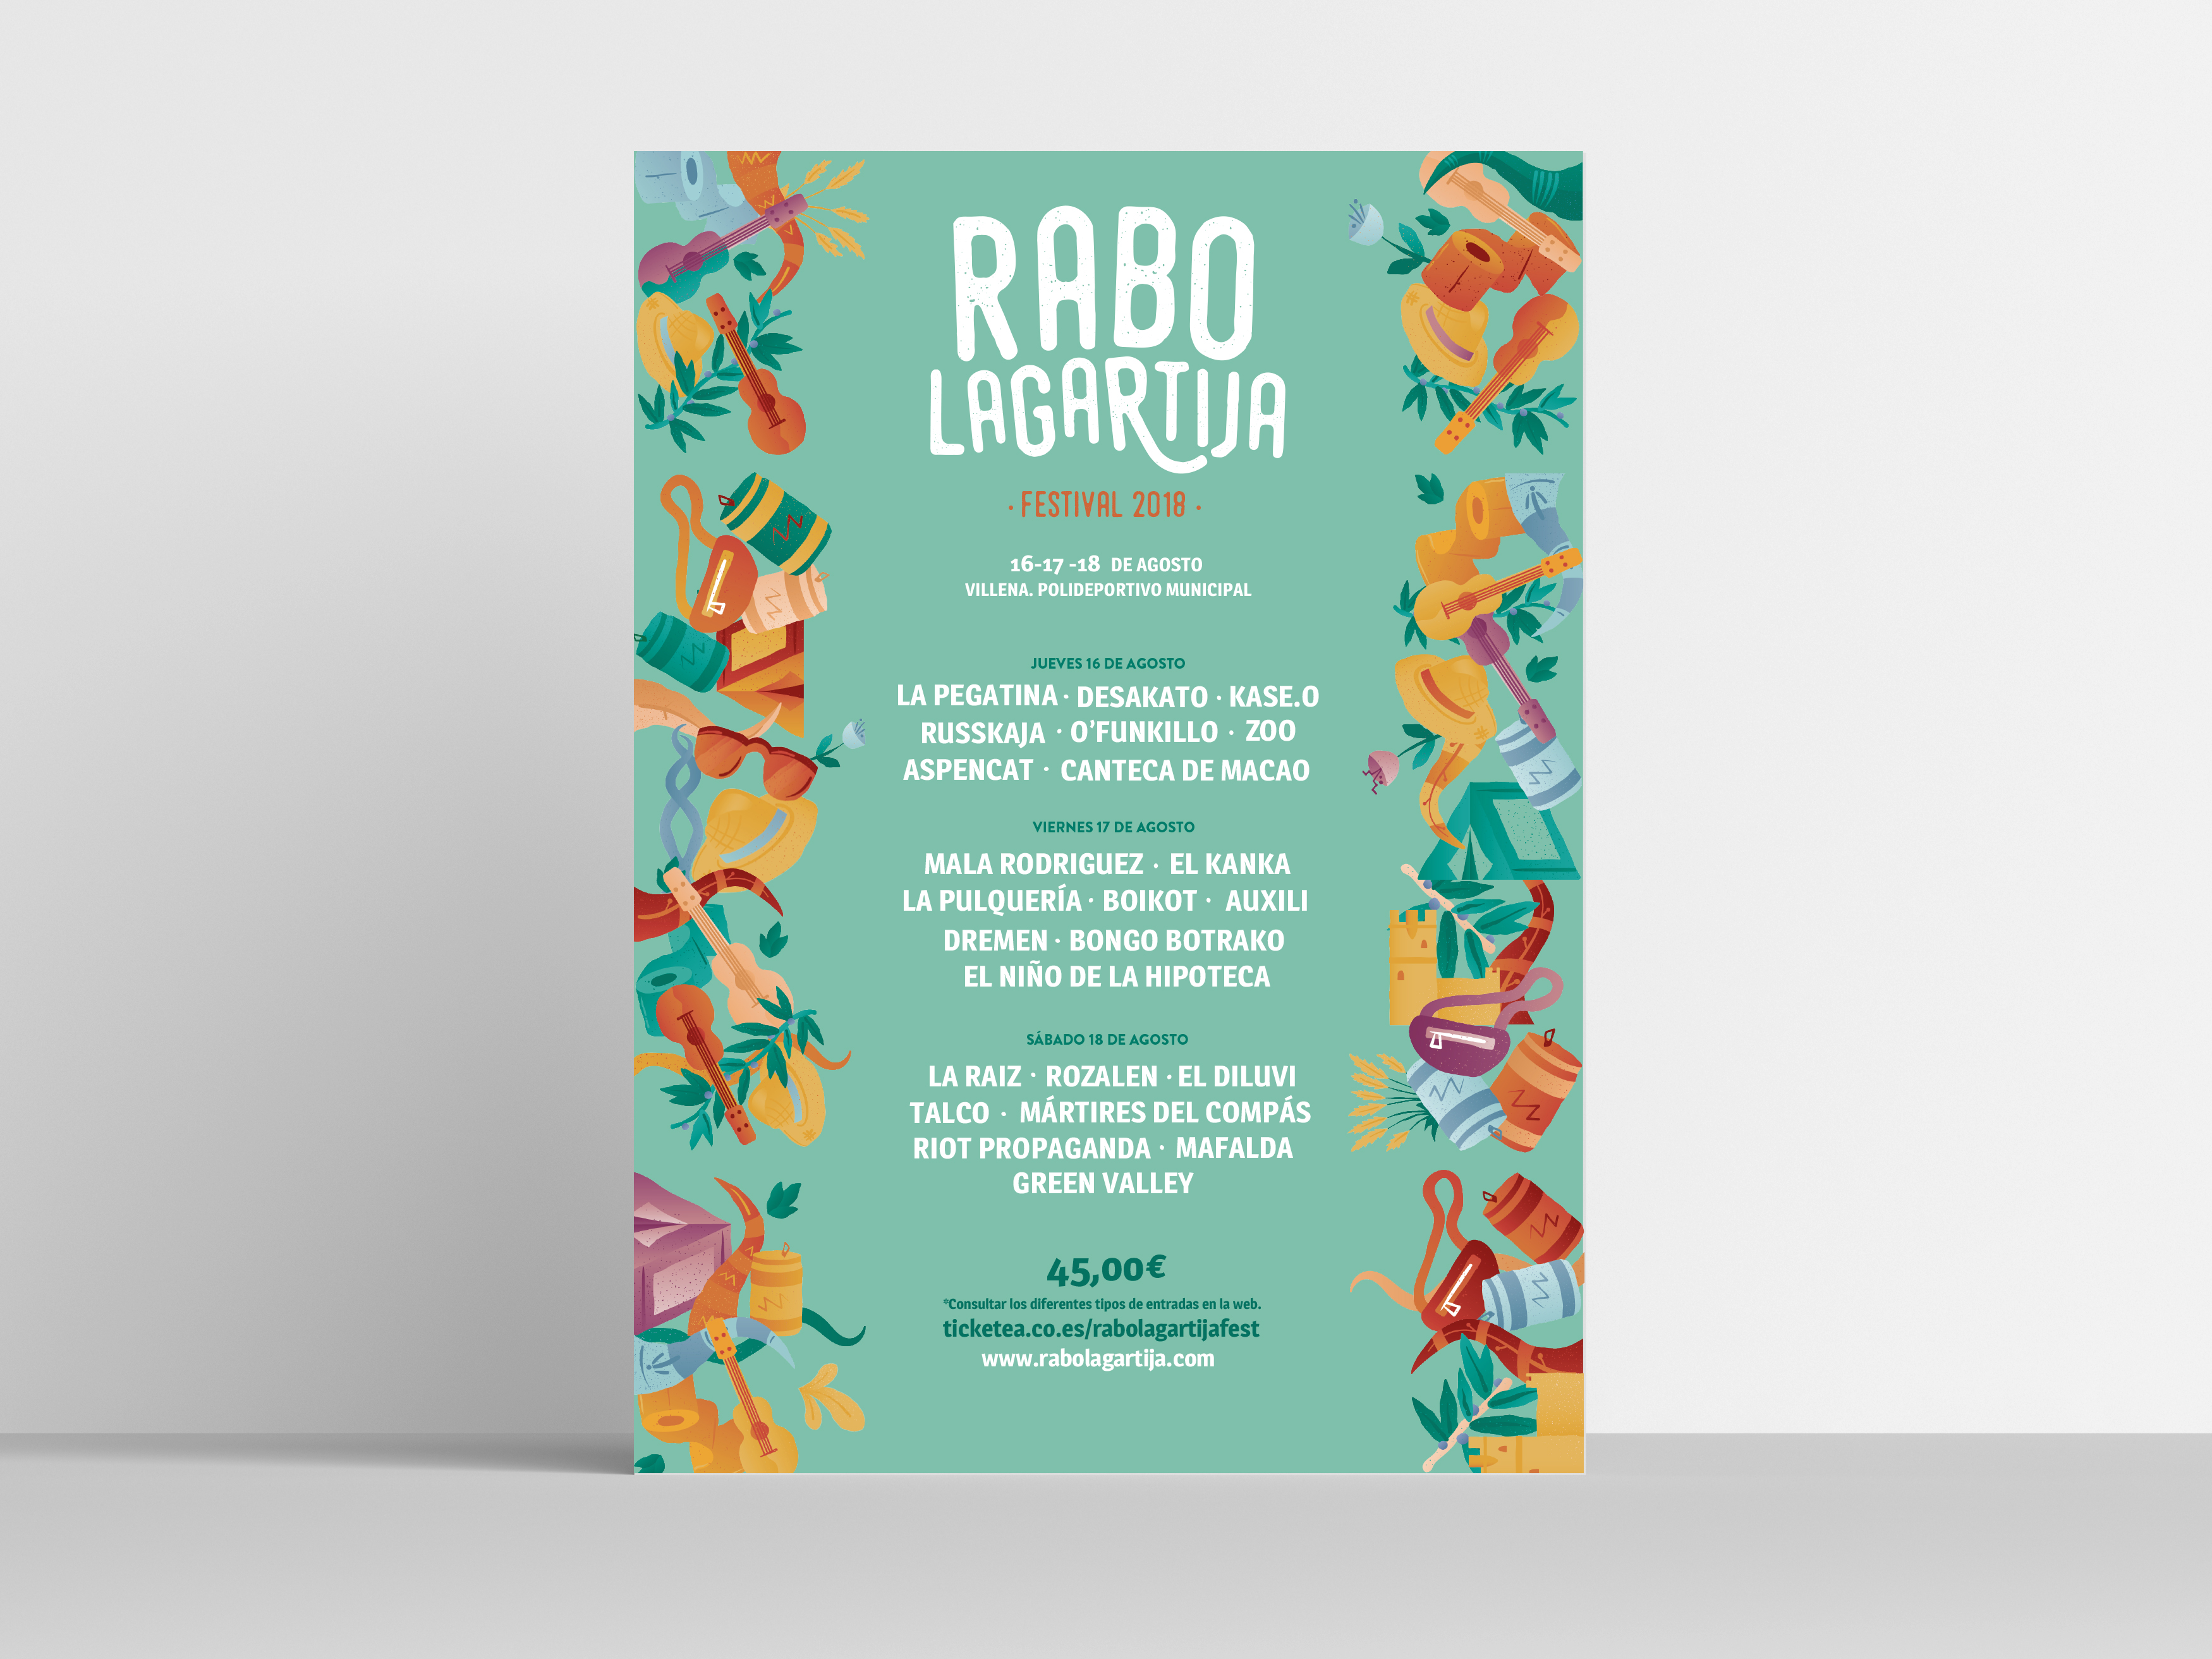 RABO
LAGARTIJA
· FESTIVAL 2018 ·
16-17 -18 DE AGOSTO
VILLENA. POLIDEPORTIVO MUNICIPAL
JUEVES 16 DE AGOSTO
LA PEGATINA · DESAKATO · KASE.O
RUSSKAJA · O'FUNKILLO · ZOO
ASPENCAT · CANTECA DE MACAO
VIERNES 17 DE AGOSTO
MALA RODRIGUEZ · EL KANKA
LA PULQUERÍA · BOIKOT · AUXILI
DREMEN · BONGO BOTRAKO
EL NIÑO DE LA HIPOTECA
SÁBADO 18 DE AGOSTO
LA RAIZ · ROZALEN · EL DILUVI
TALCO · MÁRTIRES DEL COMPÁS
RIOT PROPAGANDA · MAFALDA
GREEN VALLEY
45,00€
*Consultar los diferentes tipos de entradas en la web.
ticketea.co.es/rabolagartijafest
www.rabolagartija.com